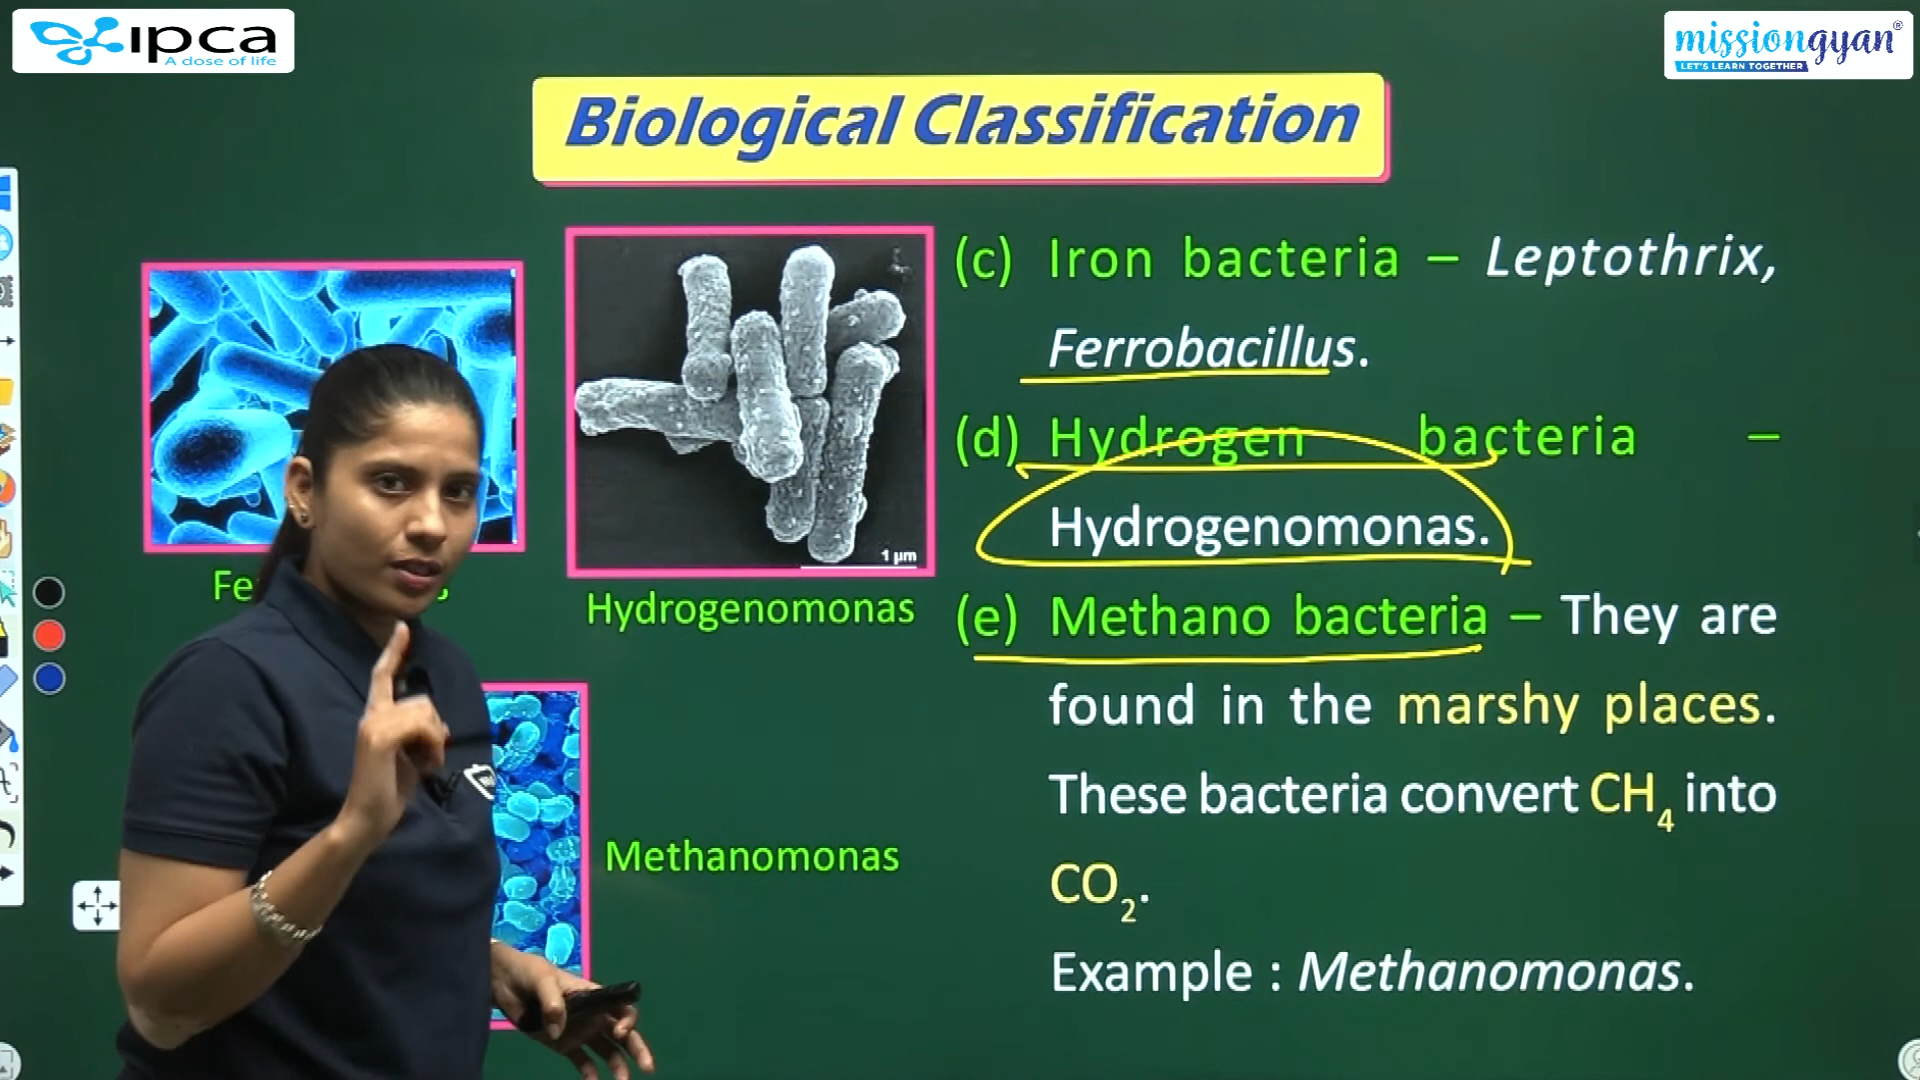 ipca
A dose of life
missiongyan®
LET'S LEARN TOGETHER
Biological Classification
(c) Iron bacteria – Leptothrix,
Ferrobacillus.
(d) Hydrogen bacteria –
Hydrogenomonas.
(e) Methano bacteria – They are
found in the marshy places.
These bacteria convert CH₄ into
CO₂.
Example : Methanomonas.
1 µm
Hydrogenomonas
Methanomonas